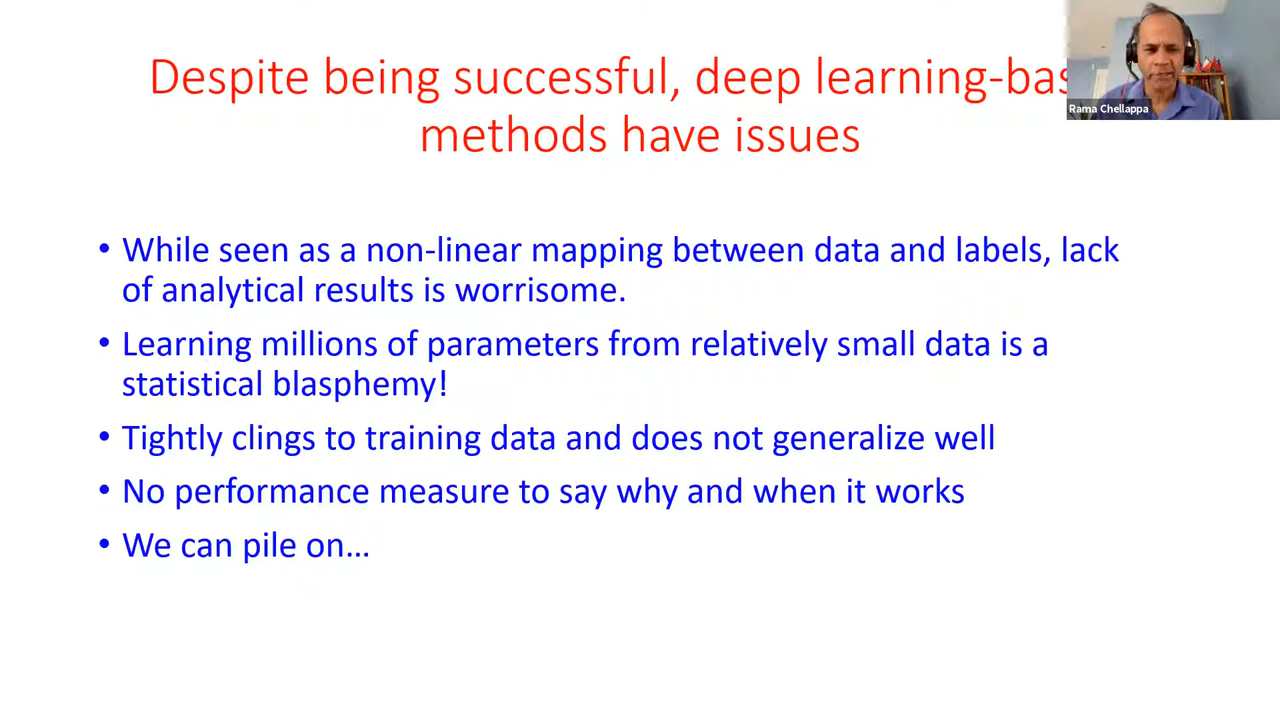 Despite being successful, deep learning-bas
methods have issues
Rama Chellappa
• While seen as a non-linear mapping between data and labels, lack
of analytical results is worrisome.
• Learning millions of parameters from relatively small data is a
statistical blasphemy!
• Tightly clings to training data and does not generalize well
• No performance measure to say why and when it works
• We can pile on…